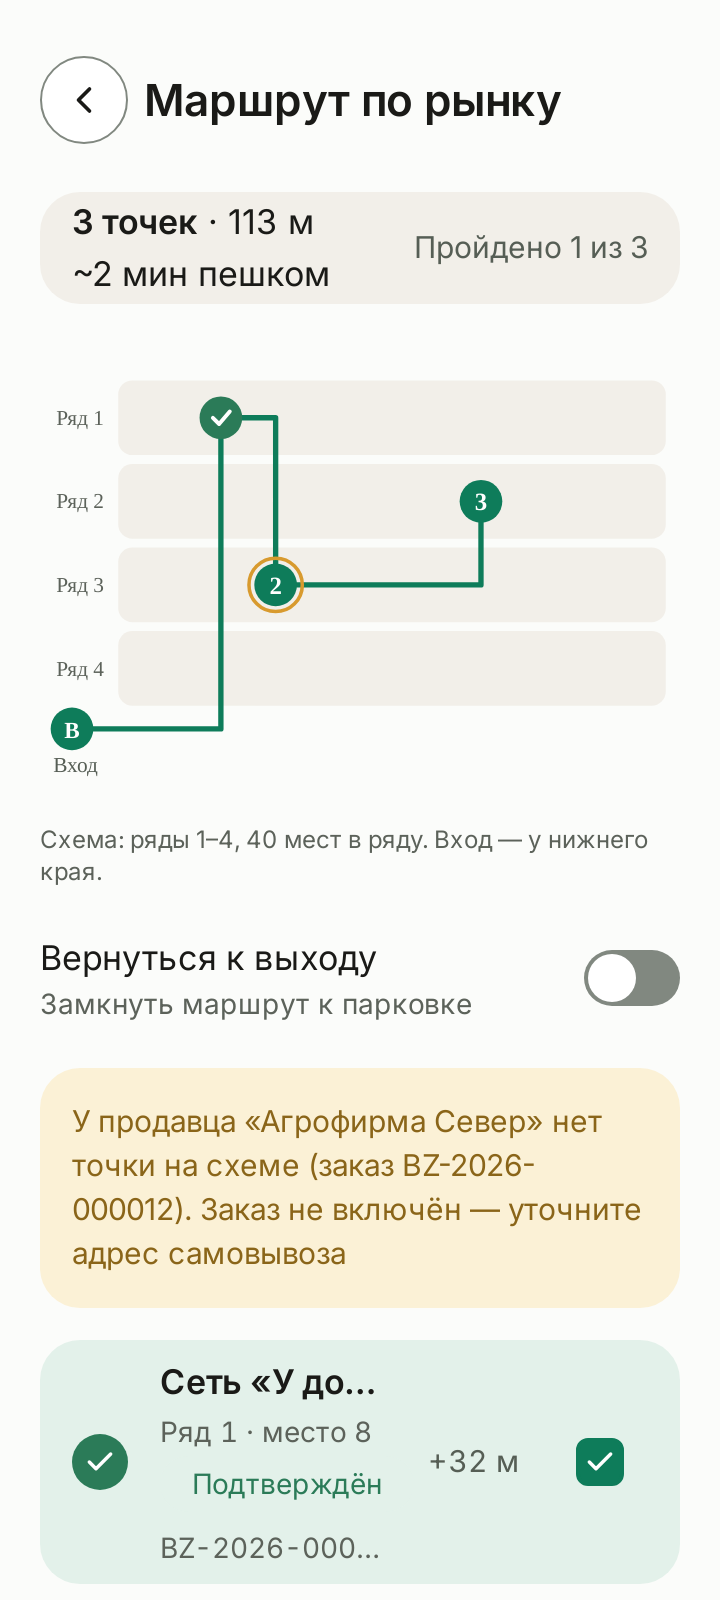 Маршрут по рынку
3 точек · 113 м
~2 мин пешком
Пройдено 1 из 3
Ряд 1
Ряд 2
3
Ряд 3
2
Ряд 4
В
Вход
Схема: ряды 1–4, 40 мест в ряду. Вход — у нижнего
края.
Вернуться к выходу
Замкнуть маршрут к парковке
У продавца «Агрофирма Север» нет
точки на схеме (заказ BZ-2026-
000012). Заказ не включён — уточните
адрес самовывоза
Сеть «У до...
Ряд 1 · место 8
+32 м
Подтверждён
BZ-2026-000...